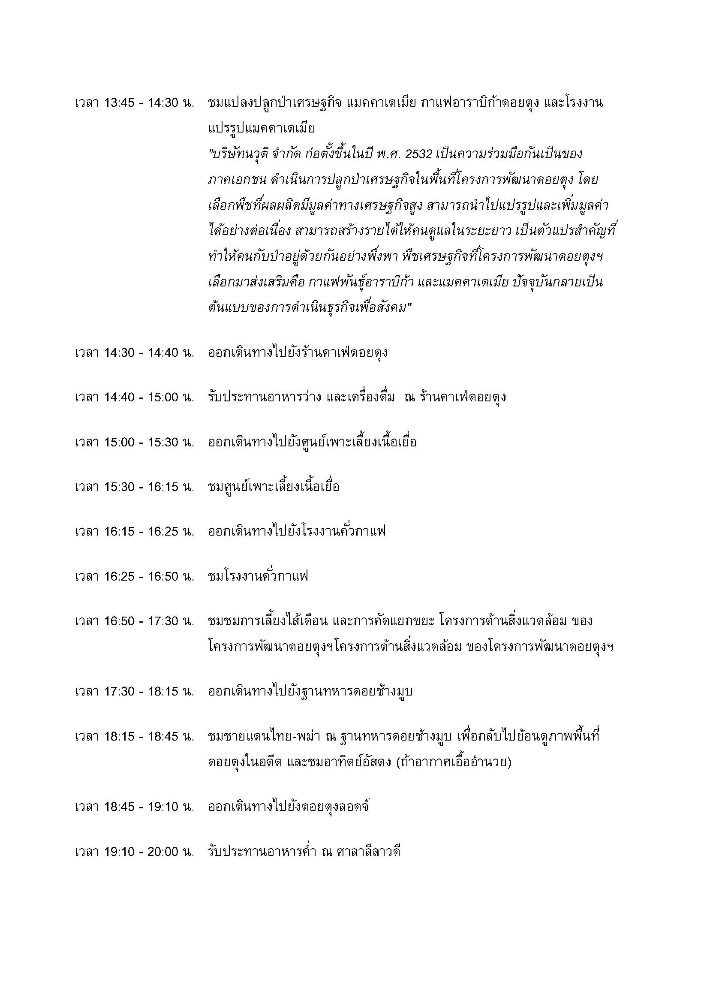 เวลา 13:45 - 14:30 น. ชมแปลงปลูกป่าเศรษฐกิจ แมคคาเดเมีย กาแฟอาราบิก้าดอยตุง และโรงงาน
แปรรูปแมคคาเดเมีย
"บริษัทนวุติ จำกัด ก่อตั้งขึ้นในปี พ.ศ. 2532 เป็นความร่วมมือกันเป็นของ
ภาคเอกชน ดำเนินการปลูกป่าเศรษฐกิจในพื้นที่โครงการพัฒนาดอยตุง โดย
เลือกพืชที่ผลผลิตมีมูลค่าทางเศรษฐกิจสูง สามารถนำไปแปรรูปและเพิ่มมูลค่า
ได้อย่างต่อเนื่อง สามารถสร้างรายได้ให้คนดูแลในระยะยาว เป็นตัวแปรสำคัญที่
ทำให้คนกับป่าอยู่ด้วยกันอย่างพึ่งพา พืชเศรษฐกิจที่โครงการพัฒนาดอยตุงฯ
เลือกมาส่งเสริมคือ กาแฟพันธุ์อาราบิก้า และแมคคาเดเมีย ปัจจุบันกลายเป็น
ต้นแบบของการดำเนินธุรกิจเพื่อสังคม"
เวลา 14:30 - 14:40 น. ออกเดินทางไปยังร้านคาเฟ่ดอยตุง
เวลา 14:40 - 15:00 น. รับประทานอาหารว่าง และเครื่องดื่ม ณ ร้านคาเฟ่ดอยตุง
เวลา 15:00 - 15:30 น. ออกเดินทางไปยังศูนย์เพาะเลี้ยงเนื้อเยื่อ
เวลา 15:30 - 16:15 น. ชมศูนย์เพาะเลี้ยงเนื้อเยื่อ
เวลา 16:15 - 16:25 น. ออกเดินทางไปยังโรงงานคั่วกาแฟ
เวลา 16:25 - 16:50 น. ชมโรงงานคั่วกาแฟ
เวลา 16:50 - 17:30 น. ชมชมการเลี้ยงไส้เดือน และการคัดแยกขยะ โครงการด้านสิ่งแวดล้อม ของ
โครงการพัฒนาดอยตุงฯโครงการด้านสิ่งแวดล้อม ของโครงการพัฒนาดอยตุงฯ
เวลา 17:30 - 18:15 น. ออกเดินทางไปยังฐานทหารดอยช้างมูบ
เวลา 18:15 - 18:45 น. ชมชายแดนไทย-พม่า ณ ฐานทหารดอยช้างมูบ เพื่อกลับไปย้อนดูภาพพื้นที่
ดอยตุงในอดีต และชมอาทิตย์อัสดง (ถ้าอากาศเอื้ออำนวย)
เวลา 18:45 - 19:10 น. ออกเดินทางไปยังดอยตุงลอดจ์
เวลา 19:10 - 20:00 น. รับประทานอาหารค่ำ ณ ศาลาลีลาวดี